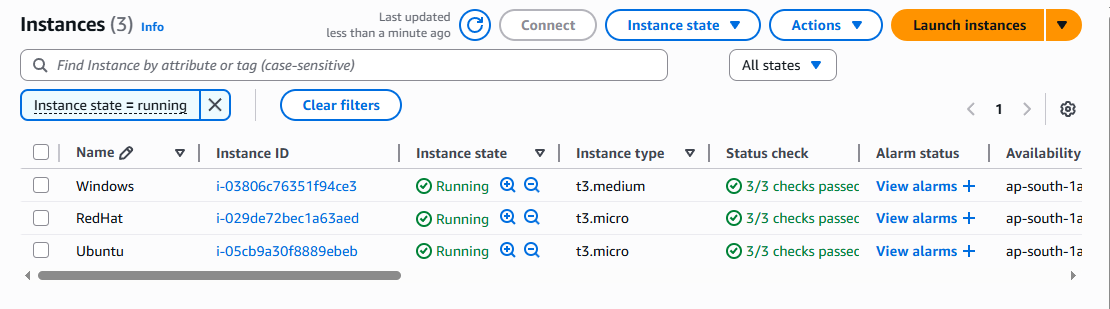 Instances (3) Info
Last updated
less than a minute ago
Connect
Instance state
Actions
Launch instances
Find Instance by attribute or tag (case-sensitive)
All states
Instance state = running
Clear filters
1
Name Instance ID Instance state Instance type Status check Alarm status Availability
Windows i-03806c76351f94ce3 Running t3.medium 3/3 checks passed View alarms + ap-south-1a
RedHat i-029de72bec1a63aed Running t3.micro 3/3 checks passed View alarms + ap-south-1a
Ubuntu i-05cb9a30f8889ebeb Running t3.micro 3/3 checks passed View alarms + ap-south-1a